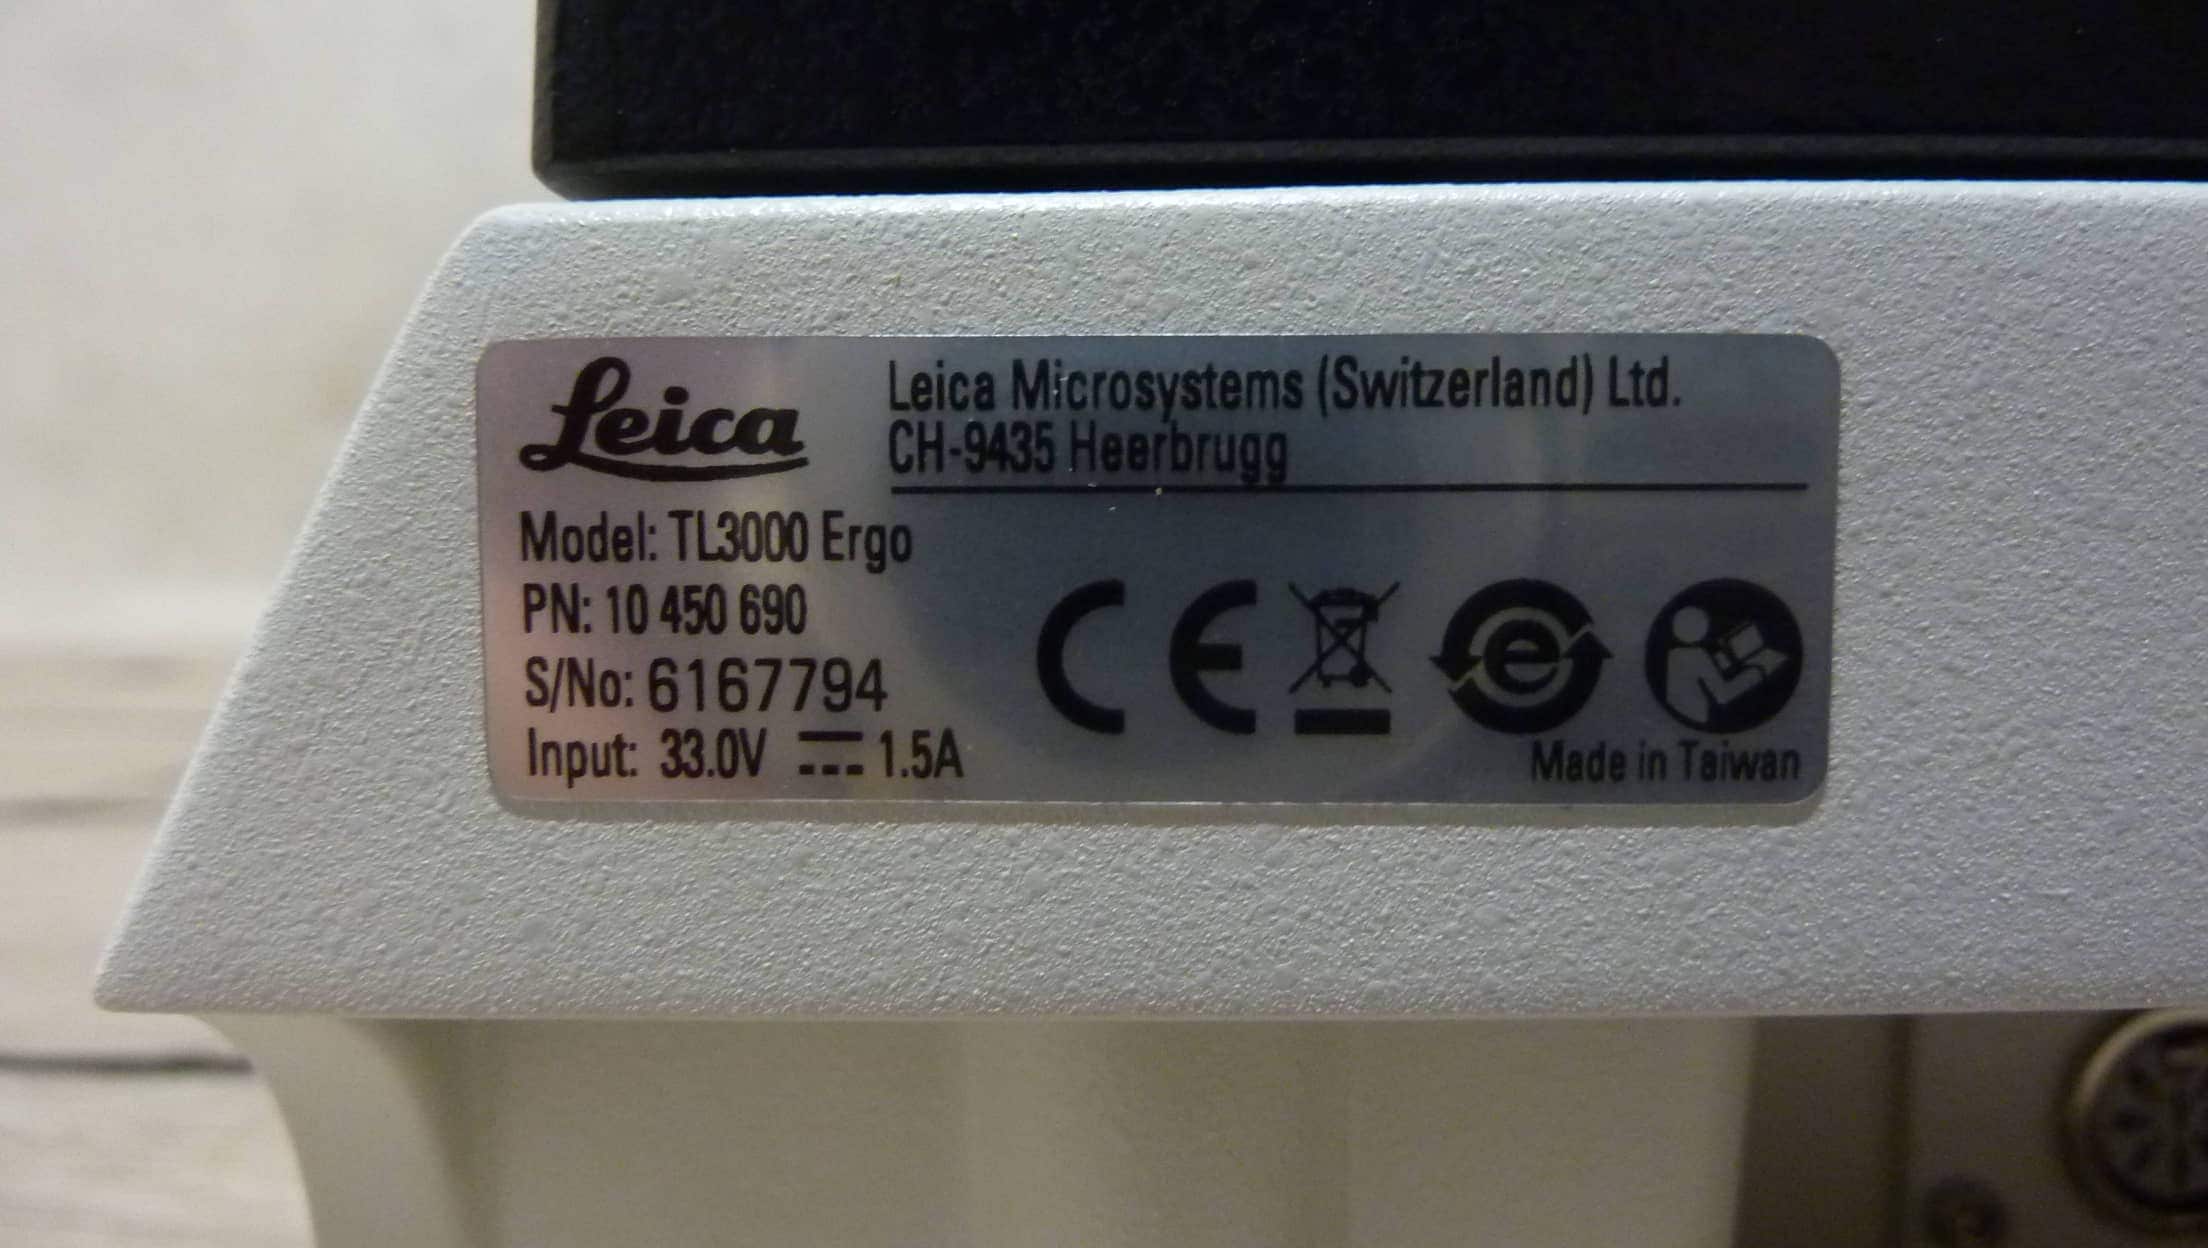 Leica
Leica Microsystems (Switzerland) Ltd.
CH-9435 Heerbrugg
Model: TL3000 Ergo
PN: 10 450 690
S/No: 6167794
Input: 33.0V ⎓ 1.5A
CE
e
Made in Taiwan